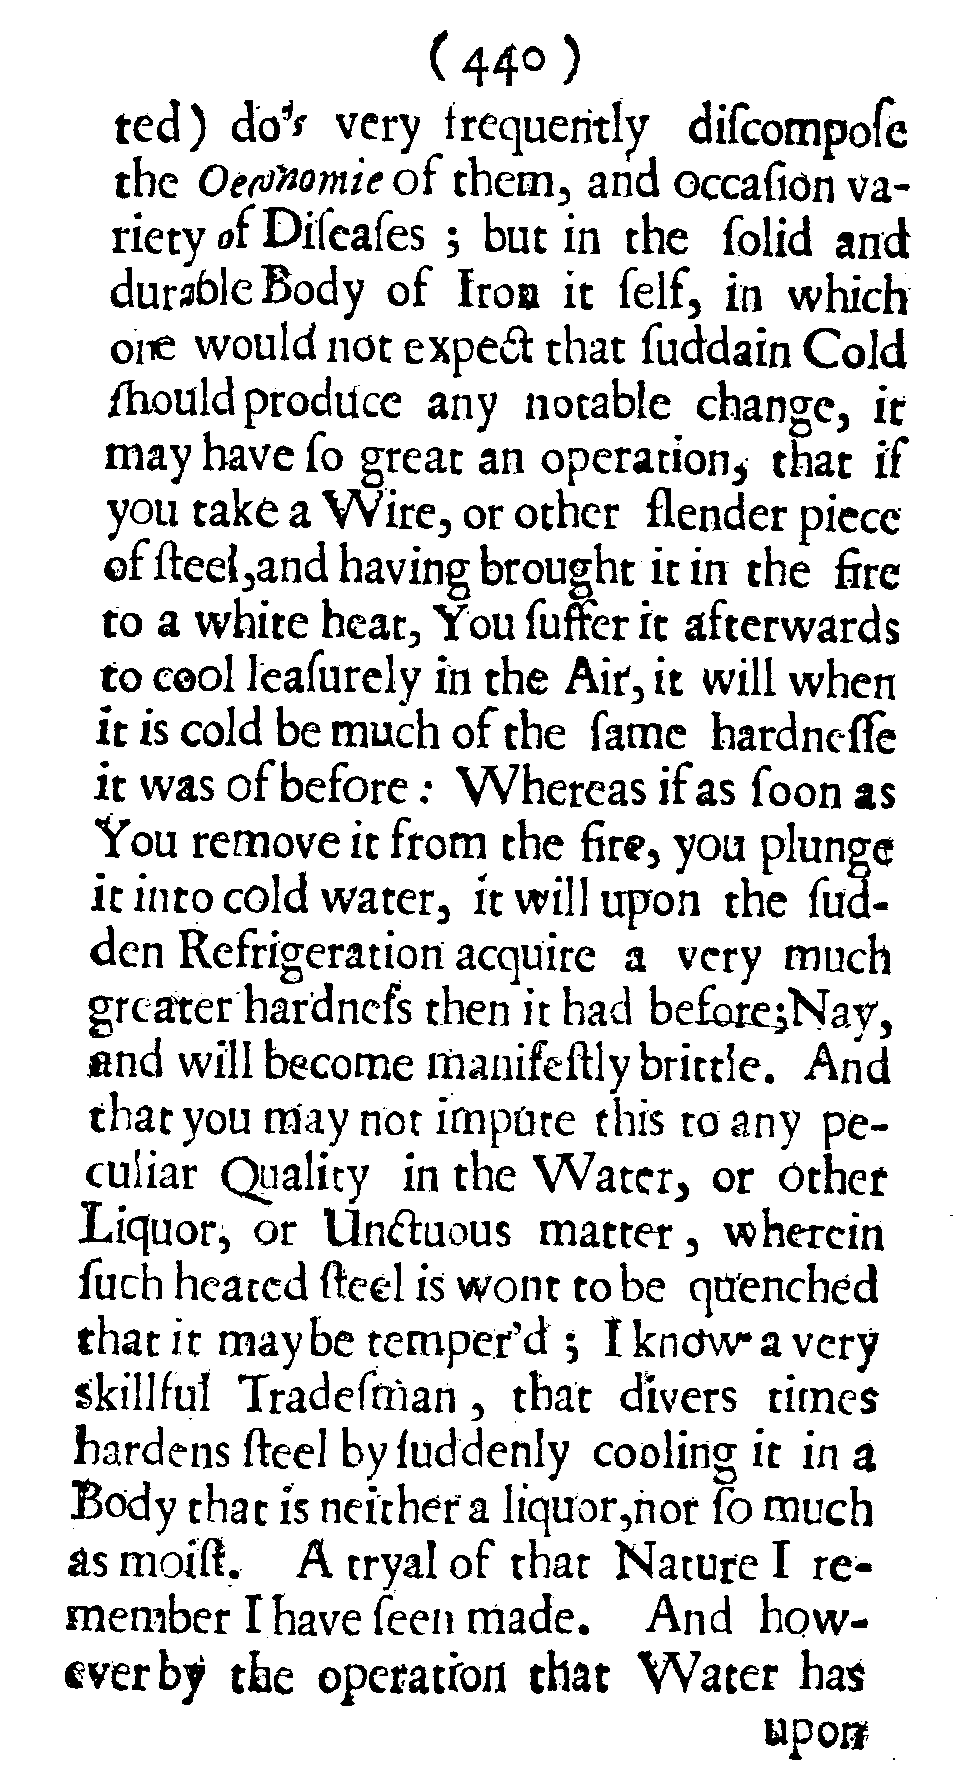 (440)
ted) do's very frequently diſcompoſe
the Oeconomie of them, and occaſion va-
riety of Diſeaſes ; but in the ſolid and
durable Body of Iron it ſelf, in which
one would not expect that ſuddain Cold
ſhould produce any notable change, it
may have ſo great an operation, that if
you take a Wire, or other ſlender piece
of ſteel, and having brought it in the fire
to a white heat, You ſuffer it afterwards
to cool leaſurely in the Air, it will when
it is cold be much of the ſame hardneſſe
it was of before : Whereas if as ſoon as
You remove it from the fire, you plunge
it into cold water, it will upon the ſud-
den Refrigeration acquire a very much
greater hardneſs then it had before; Nay,
and will become manifeſtly brittle. And
that you may not impute this to any pe-
culiar Quality in the Water, or other
Liquor, or Unctuous matter, wherein
ſuch heated ſteel is wont to be quenched
that it may be temper'd ; I know a very
skillful Tradeſman, that divers times
hardens ſteel by ſuddenly cooling it in a
Body that is neither a liquor, nor ſo much
as moiſt. A tryal of that Nature I re-
member I have ſeen made. And how-
ever by the operation that Water has
upon